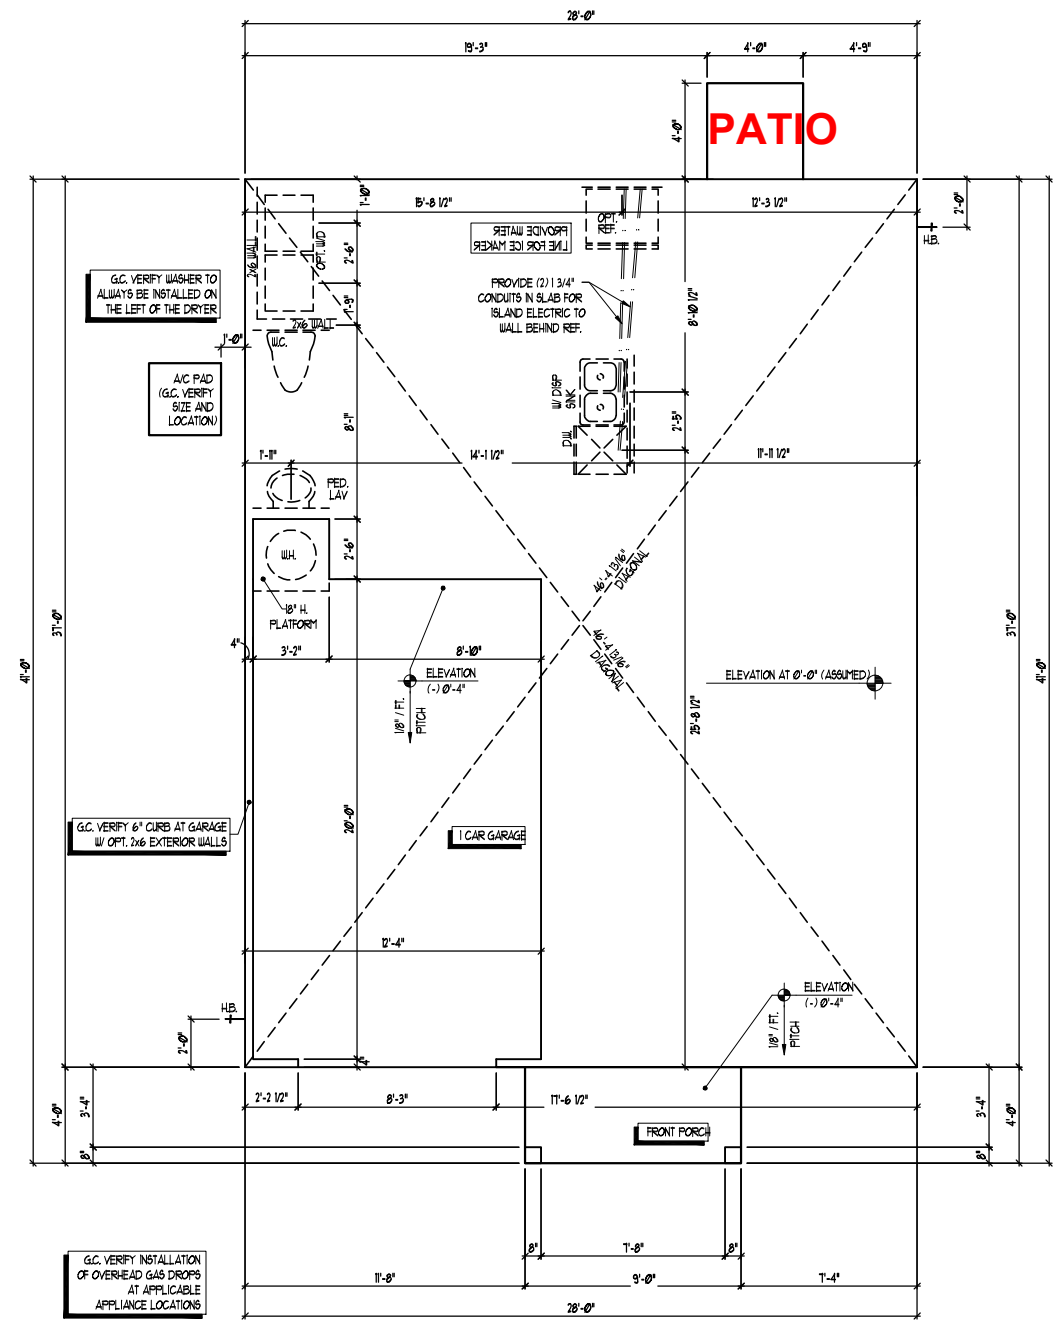 28'-0"
19'-3"
4'-0"
4'-9"
4'-0"
PATIO
1'-10"
15'-8 1/2"
12'-3 1/2"
2'-0"
H.B.
2x6 WALL
OPT. W/D
2'-6"
PROVIDE WATER
LINE FOR ICE MAKER
OPT.
REF.
G.C. VERIFY WASHER TO
ALWAYS BE INSTALLED ON
THE LEFT OF THE DRYER
PROVIDE (2) 1 3/4"
CONDUITS IN SLAB FOR
ISLAND ELECTRIC TO
WALL BEHIND REF.
1'-9"
8'-10 1/2"
2x6 WALL
1'-0"
W.C.
A/C PAD
(G.C. VERIFY
SIZE AND
LOCATION)
W/ DISP
SINK
8'-1"
2'-5"
D.W.
1'-11"
14'-1 1/2"
11'-11 1/2"
PED.
LAV
W.H.
2'-6"
46'-4 13/16"
DIAGONAL
18" H.
PLATFORM
37'-0"
37'-0"
4"
3'-2"
8'-10"
46'-4 13/16"
DIAGONAL
41'-0"
41'-0"
ELEVATION
(-) 0'-4"
ELEVATION AT 0'-0" (ASSUMED)
1/8" / FT.
PITCH
25'-8 1/2"
G.C. VERIFY 6" CURB AT GARAGE
W/ OPT. 2x6 EXTERIOR WALLS
20'-0"
1 CAR GARAGE
12'-4"
ELEVATION
(-) 0'-4"
H.B.
2'-0"
1/8" / FT.
PITCH
4"
2'-2 1/2"
8'-3"
17'-6 1/2"
4'-0"
3'-4"
3'-4"
4'-0"
FRONT PORCH
8"
8"
8"
7'-8"
8"
G.C. VERIFY INSTALLATION
OF OVERHEAD GAS DROPS
AT APPLICABLE
APPLIANCE LOCATIONS
11'-8"
9'-0"
7'-4"
28'-0"